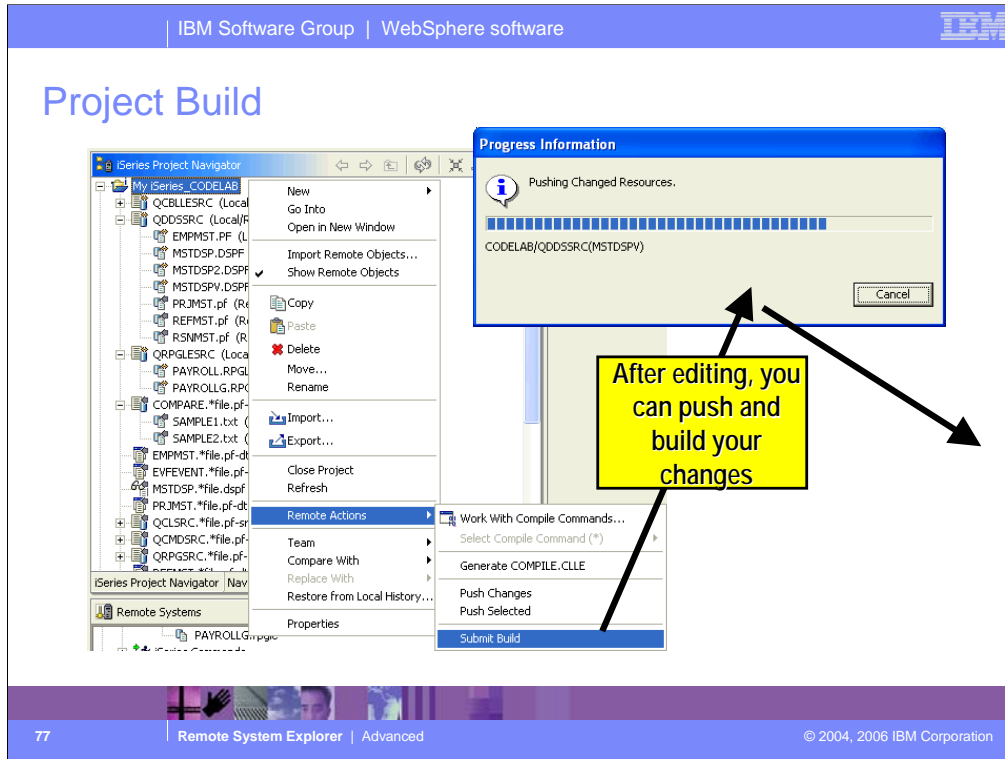 IBM Software Group | WebSphere software
IBM
Project Build
iSeries Project Navigator
My iSeries_CODELAB
QCBLLESRC (Local
QDDSSRC (Local/R
EMPMST.PF (L
MSTDSP.DSPF
MSTDSP2.DSPF
MSTDSPV.DSPF
PRJMST.pf (Re
REFMST.pf (Re
RSNMST.pf (R
QRPGLESRC (Loca
PAYROLL.RPGL
PAYROLLG.RPG
COMPARE.*file.pf-
SAMPLE1.txt (
SAMPLE2.txt (
EMPMST.*file.pf-dt
EVFEVENT.*file.pf-
MSTDSP.*file.dspf
PRJMST.*file.pf-dt
QCLSRC.*file.pf-sr
QCMDSRC.*file.pf-
QRPGSRC.*file.pf-
iSeries Project Navigator Nav
Remote Systems
PAYROLLG.rpgle
New
Go Into
Open in New Window
Import Remote Objects...
Show Remote Objects
Copy
Paste
Delete
Move...
Rename
Import...
Export...
Close Project
Refresh
Remote Actions
Team
Compare With
Replace With
Restore from Local History...
Properties
Work With Compile Commands...
Select Compile Command (*)
Generate COMPILE.CLLE
Push Changes
Push Selected
Submit Build
Progress Information
Pushing Changed Resources.
CODELAB/QDDSSRC(MSTDSPV)
Cancel
After editing, you
can push and
build your
changes
77
Remote System Explorer | Advanced
© 2004, 2006 IBM Corporation